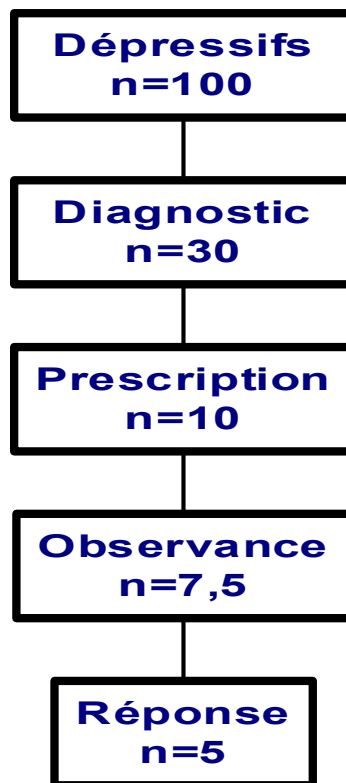 Dépressifs
n=100
Diagnostic
n=30
Prescription
n=10
Observance
n=7,5
Réponse
n=5